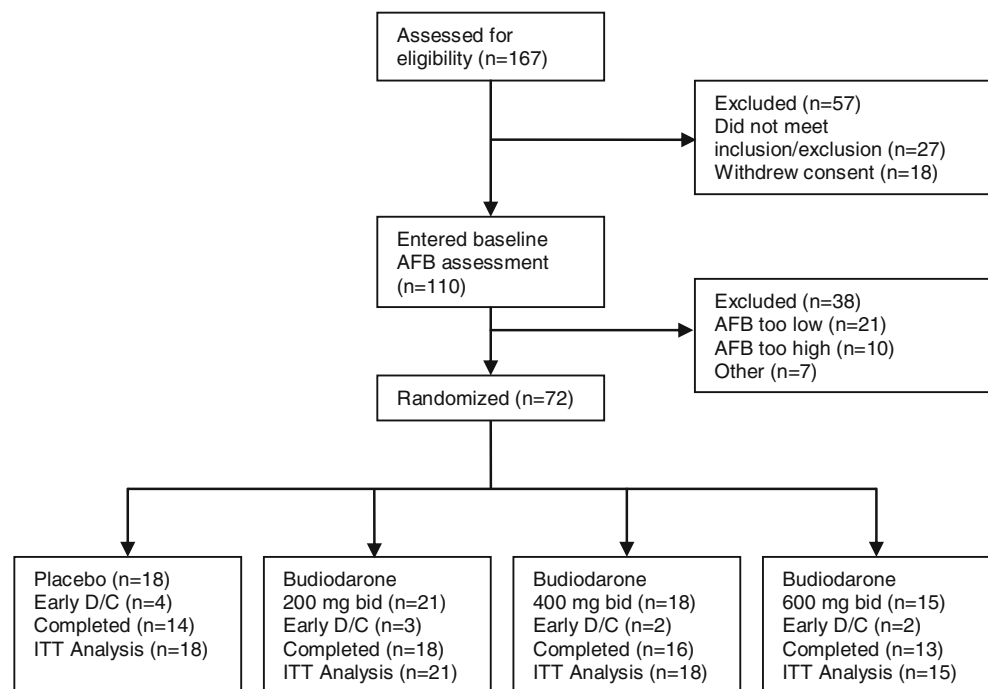 Assessed for
eligibility (n=167)
Excluded (n=57)
Did not meet
inclusion/exclusion (n=27)
Withdrew consent (n=18)
Entered baseline
AFB assessment
(n=110)
Excluded (n=38)
AFB too low (n=21)
AFB too high (n=10)
Other (n=7)
Randomized (n=72)
Placebo (n=18)
Early D/C (n=4)
Completed (n=14)
ITT Analysis (n=18)
Budiodarone
200 mg bid (n=21)
Early D/C (n=3)
Completed (n=18)
ITT Analysis (n=21)
Budiodarone
400 mg bid (n=18)
Early D/C (n=2)
Completed (n=16)
ITT Analysis (n=18)
Budiodarone
600 mg bid (n=15)
Early D/C (n=2)
Completed (n=13)
ITT Analysis (n=15)